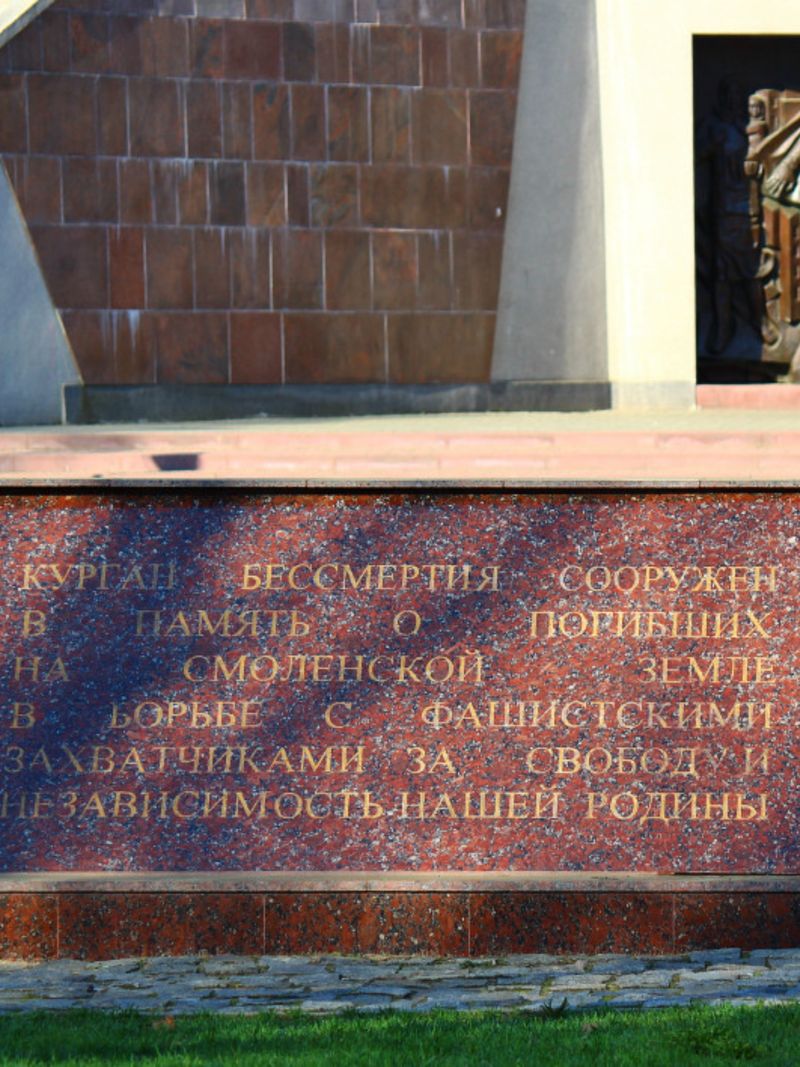 КУРГАН БЕССМЕРТИЯ СООРУЖЕН
В ПАМЯТЬ О ПОГИБШИХ
НА СМОЛЕНСКОЙ ЗЕМЛЕ
В БОРЬБЕ С ФАШИСТСКИМИ
ЗАХВАТЧИКАМИ ЗА СВОБОДУ И
НЕЗАВИСИМОСТЬ НАШЕЙ РОДИНЫ